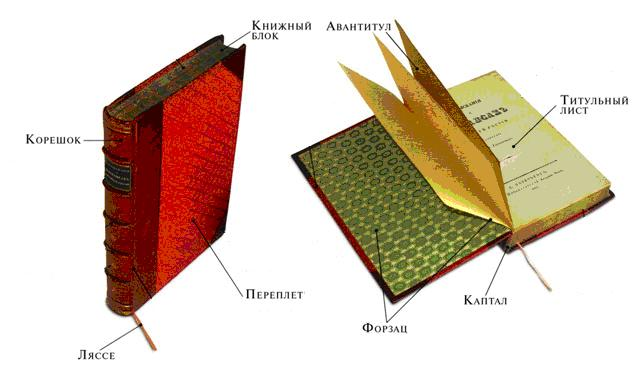 Книжный
блок
Авантитул
Титульный
лист
Корешок
Переплет
Каптал
Форзац
Ляссе